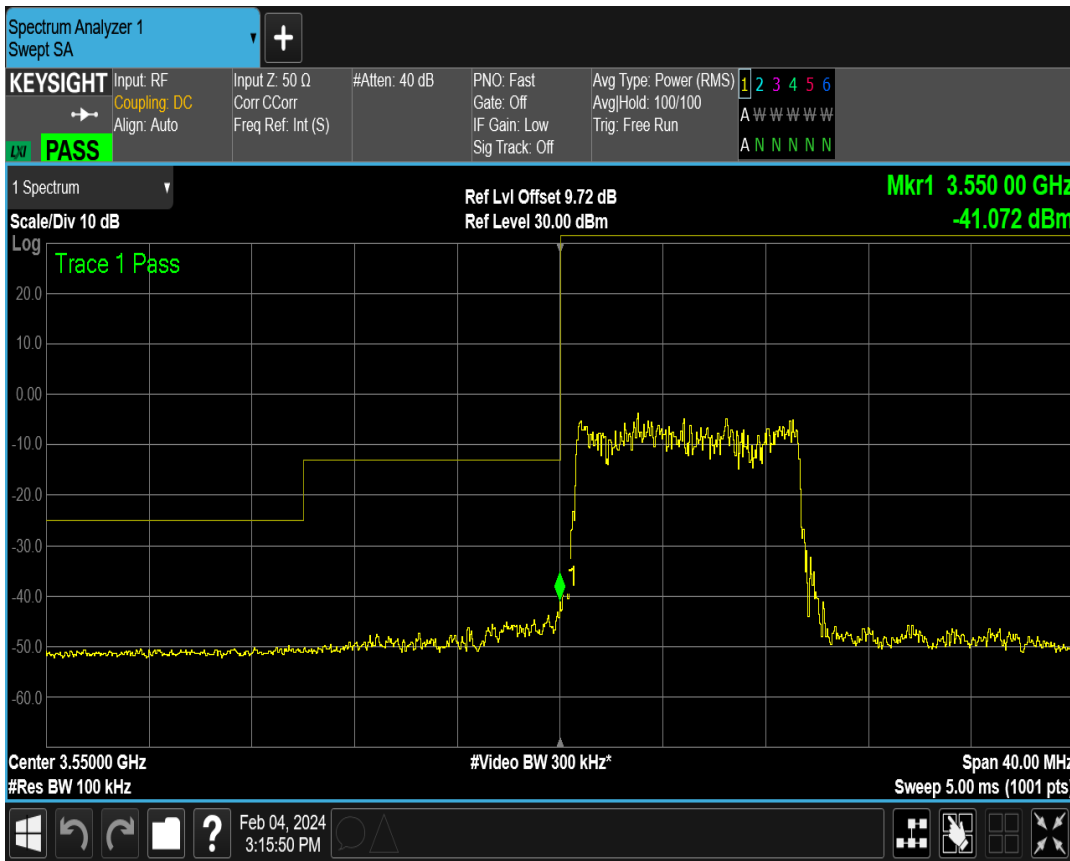 Spectrum Analyzer 1
Swept SA
+
KEYSIGHT
LXI
PASS
Input: RF
Coupling: DC
Align: Auto
Input Z: 50 Ω
Corr CCorr
Freq Ref: Int (S)
#Atten: 40 dB
PNO: Fast
Gate: Off
IF Gain: Low
Sig Track: Off
Avg Type: Power (RMS)
Avg|Hold: 100/100
Trig: Free Run
1 2 3 4 5 6
A W W W W W
A N N N N N
1 Spectrum
Scale/Div 10 dB
Ref Lvl Offset 9.72 dB
Ref Level 30.00 dBm
Mkr1 3.550 00 GHz
-41.072 dBm
Log
Trace 1 Pass
20.0
10.0
0.00
-10.0
-20.0
-30.0
-40.0
-50.0
-60.0
Center 3.55000 GHz
#Res BW 100 kHz
#Video BW 300 kHz*
Span 40.00 MHz
Sweep 5.00 ms (1001 pts)
?
Feb 04, 2024
3:15:50 PM